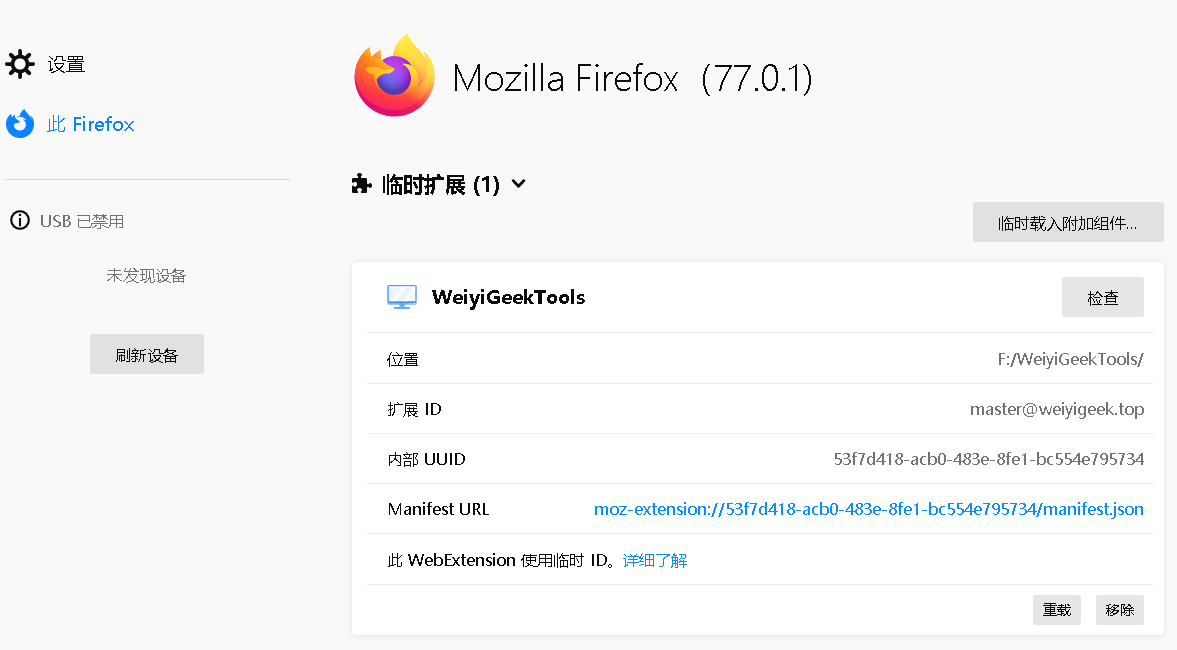 设置
此 Firefox
USB 已禁用
未发现设备
刷新设备
Mozilla Firefox (77.0.1)
临时扩展 (1)
临时载入附加组件...
WeiyiGeekTools
检查
位置 F:/WeiyiGeekTools/
扩展 ID master@weiyigeek.top
内部 UUID 53f7d418-acb0-483e-8fe1-bc554e795734
Manifest URL moz-extension://53f7d418-acb0-483e-8fe1-bc554e795734/manifest.json
此 WebExtension 使用临时 ID。详细了解
重载 移除